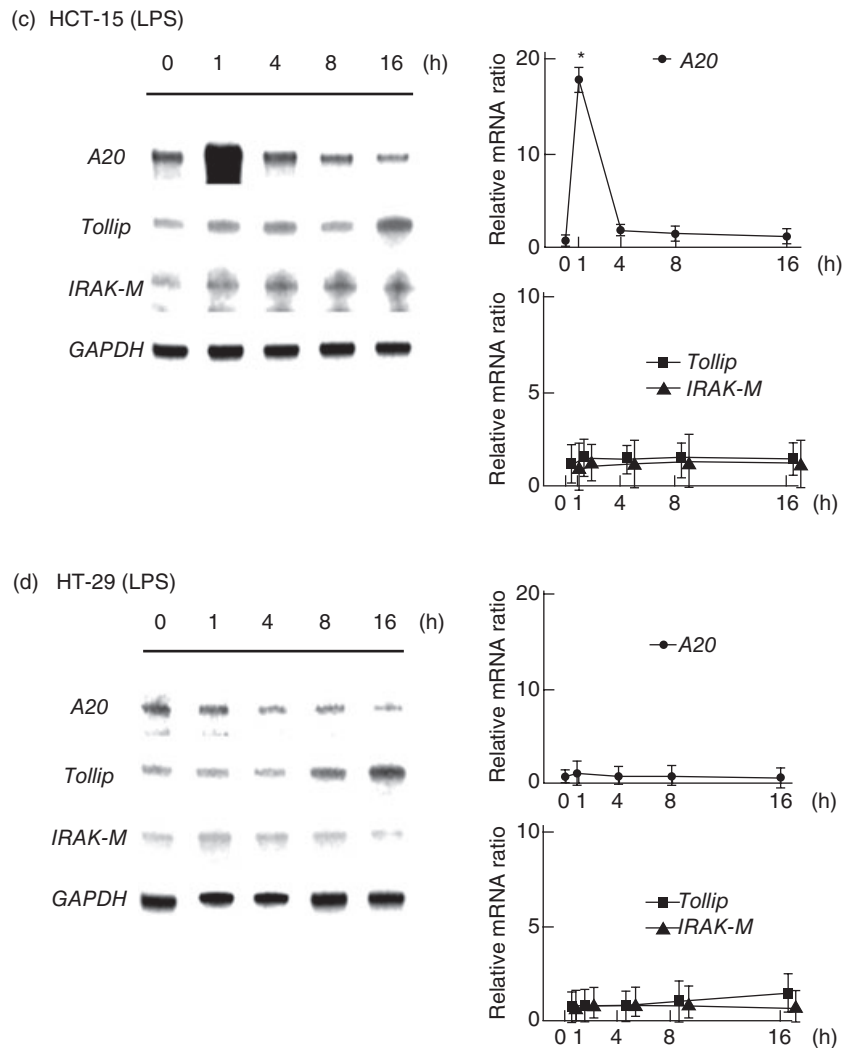 (c) HCT-15 (LPS)
0 1 4 8 16 (h)
A20
Tollip
IRAK-M
GAPDH
Relative mRNA ratio
20
10
0
* A20
0 1 4 8 16 (h)
Relative mRNA ratio
10
5
0
Tollip
IRAK-M
0 1 4 8 16 (h)
(d) HT-29 (LPS)
0 1 4 8 16 (h)
A20
Tollip
IRAK-M
GAPDH
Relative mRNA ratio
20
10
0
A20
0 1 4 8 16 (h)
Relative mRNA ratio
10
5
0
Tollip
IRAK-M
0 1 4 8 16 (h)